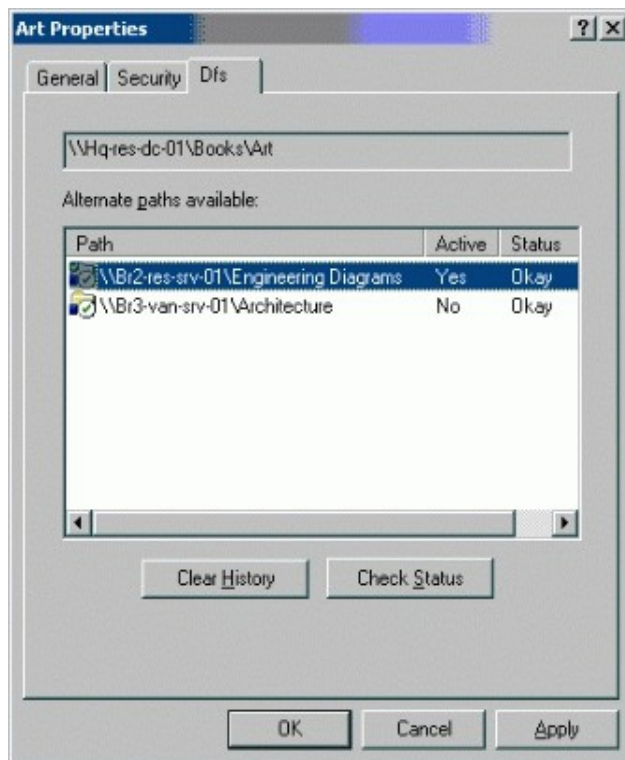 Art Properties
General Security Dfs
\\Hq-res-dc-01\Books\Art
Alternate paths available:
Path Active Status
\\Br2-res-srv-01\Engineering Diagrams Yes Okay
\\Br3-van-srv-01\Architecture No Okay
Clear History Check Status
OK Cancel Apply